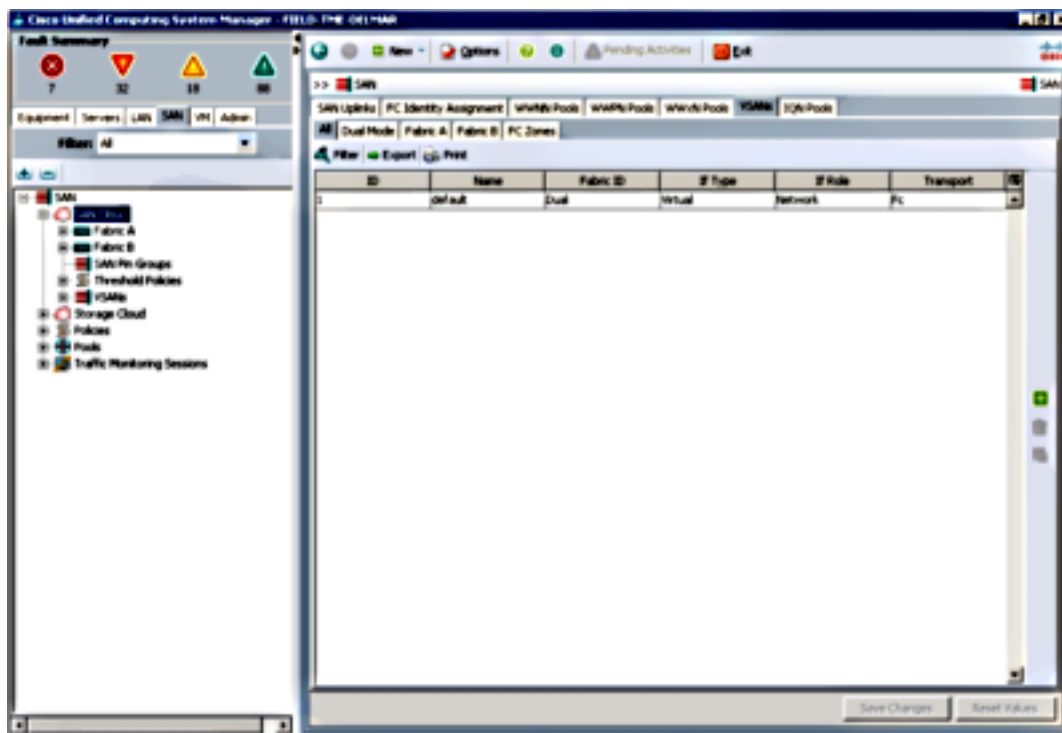 Cisco Unified Computing System Manager - FIELD-TME-DELMAR
Fault Summary
7 32 18 88
New Options Pending Activities Exit
>> SAN SAN
Equipment Servers LAN SAN VM Admin
Filter: All
SAN Uplinks FC Identity Assignment WWNN Pools WWPN Pools WWxN Pools VSANs IQN Pools
All Dual Mode Fabric A Fabric B FC Zones
Filter Export Print
ID Name Fabric ID If Type If Role Transport
1 default Dual Virtual Network Fc
SAN
SAN Cloud
Fabric A
Fabric B
SAN Pin Groups
Threshold Policies
VSANs
Storage Cloud
Policies
Pools
Traffic Monitoring Sessions
Save Changes Reset Values